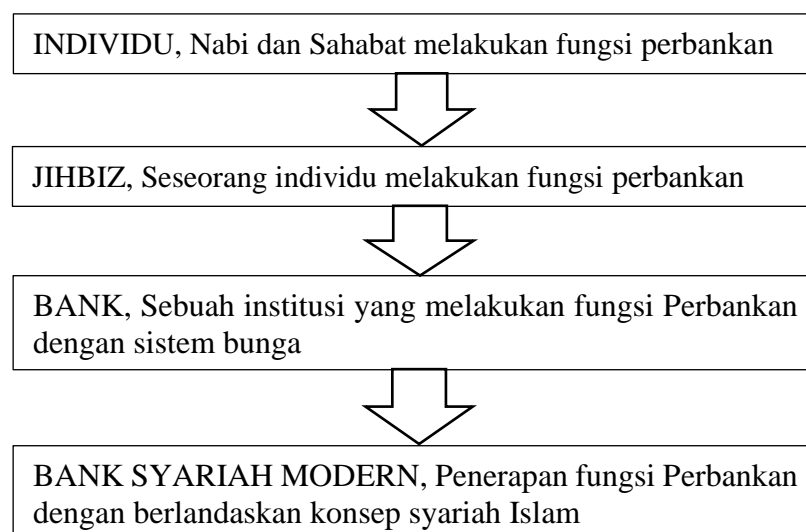 INDIVIDU, Nabi dan Sahabat melakukan fungsi perbankan
JIHBIZ, Seseorang individu melakukan fungsi perbankan
BANK, Sebuah institusi yang melakukan fungsi Perbankan
dengan sistem bunga
BANK SYARIAH MODERN, Penerapan fungsi Perbankan
dengan berlandaskan konsep syariah Islam